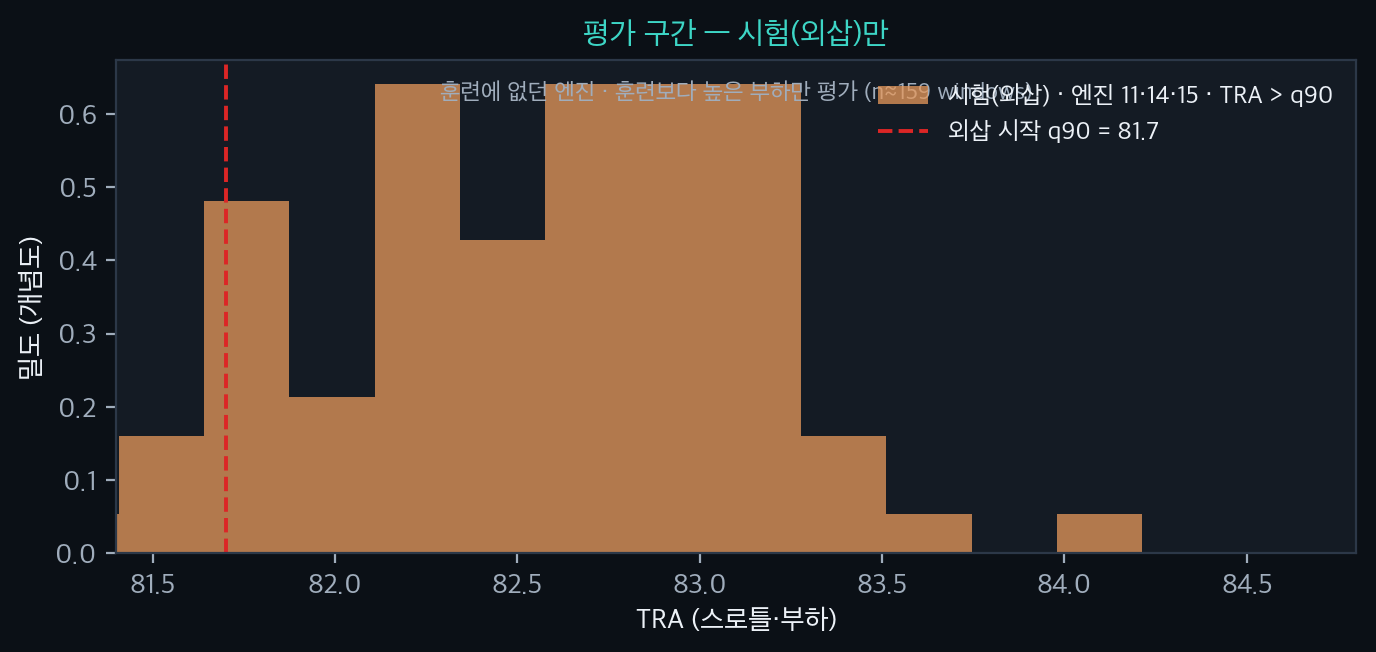 평가 구간 — 시험(외삽)만
훈련에 없던 엔진 · 훈련보다 높은 부하만 평가 (n≈159 windows)
시험(외삽) · 엔진 11·14·15 · TRA > q90
외삽 시작 q90 = 81.7
밀도 (개념도)
0.6
0.5
0.4
0.3
0.2
0.1
0.0
81.5 82.0 82.5 83.0 83.5 84.0 84.5
TRA (스로틀·부하)